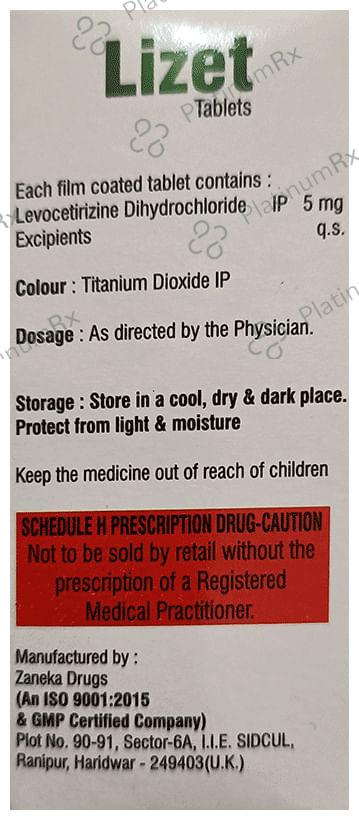 Lizet
Tablets
Each film coated tablet contains :
Levocetirizine Dihydrochloride IP 5 mg
Excipients q.s.
Colour : Titanium Dioxide IP
Dosage : As directed by the Physician.
Storage : Store in a cool, dry & dark place.
Protect from light & moisture
Keep the medicine out of reach of children
SCHEDULE H PRESCRIPTION DRUG-CAUTION
Not to be sold by retail without the
prescription of a Registered
Medical Practitioner.
Manufactured by :
Zaneka Drugs
(An ISO 9001:2015
& GMP Certified Company)
Plot No. 90-91, Sector-6A, I.I.E. SIDCUL,
Ranipur, Haridwar - 249403(U.K.)
PlatinumRx
PlatinumRx